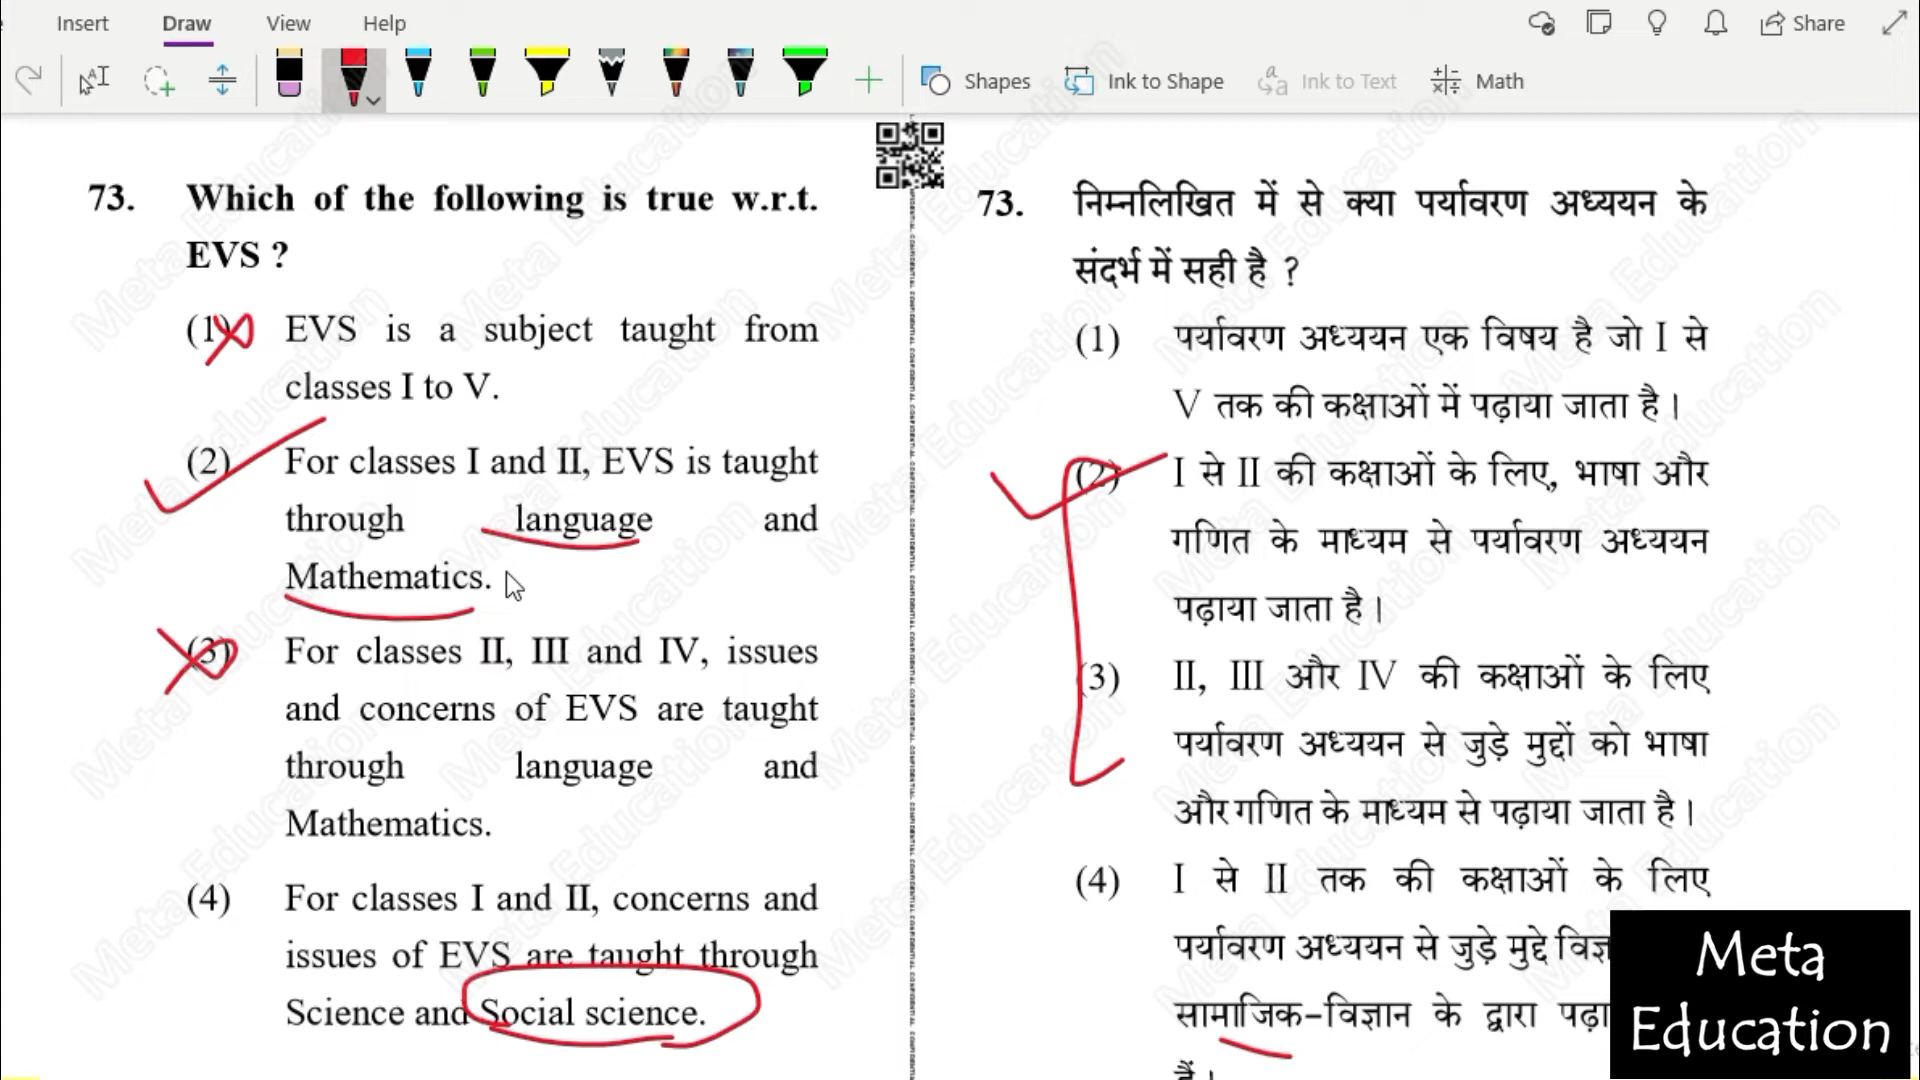 Insert Draw View Help Share
Shapes Ink to Shape Ink to Text Math
73. Which of the following is true w.r.t.
EVS ?
(1) EVS is a subject taught from
classes I to V.
(2) For classes I and II, EVS is taught
through language and
Mathematics.
(3) For classes II, III and IV, issues
and concerns of EVS are taught
through language and
Mathematics.
(4) For classes I and II, concerns and
issues of EVS are taught through
Science and Social science.
73. निम्नलिखित में से क्या पर्यावरण अध्ययन के
संदर्भ में सही है ?
(1) पर्यावरण अध्ययन एक विषय है जो I से
V तक की कक्षाओं में पढ़ाया जाता है।
(2) I से II की कक्षाओं के लिए, भाषा और
गणित के माध्यम से पर्यावरण अध्ययन
पढ़ाया जाता है।
(3) II, III और IV की कक्षाओं के लिए
पर्यावरण अध्ययन से जुड़े मुद्दों को भाषा
और गणित के माध्यम से पढ़ाया जाता है।
(4) I से II तक की कक्षाओं के लिए
पर्यावरण अध्ययन से जुड़े मुद्दे
सामाजिक-विज्ञान के द्वारा
हैं।
Meta
Education